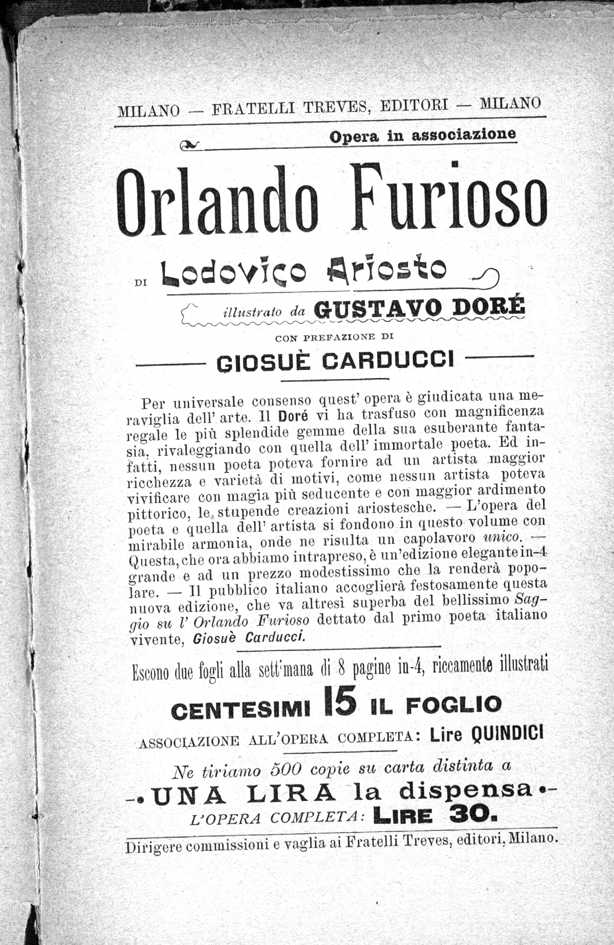 MILANO — FRATELLI TREVES, EDITORI — MILANO
Opera in associazione
Orlando Furioso
DI Lodovico Ariosto
illustrato da GUSTAVO DORÉ
CON PREFAZIONE DI
GIOSUÈ CARDUCCI
Per universale consenso quest' opera è giudicata una me-
raviglia dell' arte. Il Doré vi ha trasfuso con magnificenza
regale le più splendide gemme della sua esuberante fanta-
sia, rivaleggiando con quella dell' immortale poeta. Ed in-
fatti, nessun poeta poteva fornire ad un artista maggior
ricchezza e varietà di motivi, come nessun artista poteva
vivificare con magia più seducente e con maggior ardimento
pittorico, le stupende creazioni ariostesche. — L'opera del
poeta e quella dell' artista si fondono in questo volume con
mirabile armonia, onde ne risulta un capolavoro unico. —
Questa, che ora abbiamo intrapreso, è un'edizione elegante in-4
grande e ad un prezzo modestissimo che la renderà popo-
lare. — Il pubblico italiano accoglierà festosamente questa
nuova edizione, che va altresì superba del bellissimo Sag-
gio su l' Orlando Furioso dettato dal primo poeta italiano
vivente, Giosuè Carducci.
Escono due fogli alla sett'mana di 8 pagine in-4, riccamente illustrati
CENTESIMI 15 IL FOGLIO
ASSOCIAZIONE ALL'OPERA COMPLETA: Lire QUINDICI
Ne tiriamo 500 copie su carta distinta a
-•UNA LIRA la dispensa•-
L'OPERA COMPLETA: LIRE 30.
Dirigere commissioni e vaglia ai Fratelli Treves, editori, Milano.